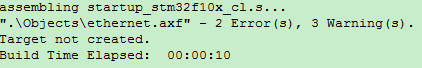 assembling startup_stm32f10x_cl.s...
".\Objects\ethernet.axf" - 2 Error(s), 3 Warning(s).
Target not created.
Build Time Elapsed:  00:00:10